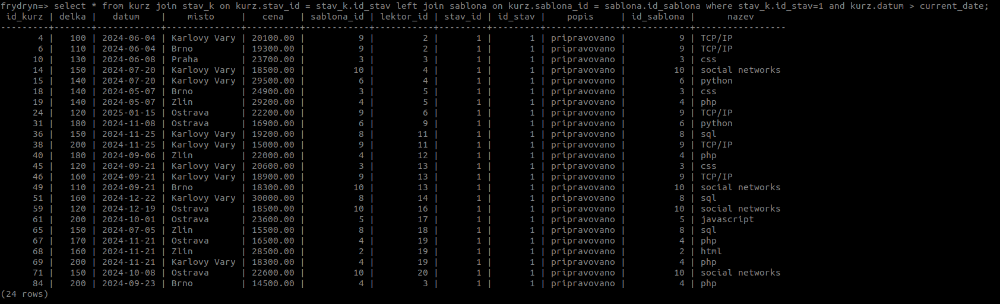 frydryn=> select * from kurz join stav_k on kurz.stav_id = stav_k.id_stav left join sablona on kurz.sablona_id = sablona.id_sablona where stav_k.id_stav=1 and kurz.datum > current_date;
 id_kurz | delka |   datum    |    misto     |   cena   | sablona_id | lektor_id | stav_id | id_stav |    popis     | id_sablona |      nazev
---------+-------+------------+--------------+----------+------------+-----------+---------+---------+--------------+------------+-----------------
       4 |   100 | 2024-06-04 | Karlovy Vary | 20100.00 |          9 |         2 |       1 |       1 | pripravovano |          9 | TCP/IP
       6 |   110 | 2024-06-04 | Brno         | 19300.00 |          9 |         2 |       1 |       1 | pripravovano |          9 | TCP/IP
      10 |   130 | 2024-06-08 | Praha        | 23700.00 |          3 |         3 |       1 |       1 | pripravovano |          3 | css
      14 |   150 | 2024-07-20 | Karlovy Vary | 18500.00 |         10 |         4 |       1 |       1 | pripravovano |         10 | social networks
      15 |   140 | 2024-07-20 | Karlovy Vary | 29500.00 |          6 |         4 |       1 |       1 | pripravovano |          6 | python
      18 |   140 | 2024-05-07 | Brno         | 24900.00 |          3 |         5 |       1 |       1 | pripravovano |          3 | css
      19 |   140 | 2024-05-07 | Zlin         | 29200.00 |          4 |         5 |       1 |       1 | pripravovano |          4 | php
      24 |   120 | 2025-01-15 | Ostrava      | 22200.00 |          9 |         6 |       1 |       1 | pripravovano |          9 | TCP/IP
      31 |   180 | 2024-11-08 | Ostrava      | 16900.00 |          6 |         9 |       1 |       1 | pripravovano |          6 | python
      36 |   150 | 2024-11-25 | Karlovy Vary | 19200.00 |          8 |        11 |       1 |       1 | pripravovano |          8 | sql
      38 |   200 | 2024-11-25 | Karlovy Vary | 15000.00 |          9 |        11 |       1 |       1 | pripravovano |          9 | TCP/IP
      40 |   180 | 2024-09-06 | Zlin         | 22000.00 |          4 |        12 |       1 |       1 | pripravovano |          4 | php
      45 |   120 | 2024-09-21 | Karlovy Vary | 20600.00 |          3 |        13 |       1 |       1 | pripravovano |          3 | css
      46 |   160 | 2024-09-21 | Karlovy Vary | 18900.00 |          9 |        13 |       1 |       1 | pripravovano |          9 | TCP/IP
      49 |   110 | 2024-09-21 | Brno         | 18300.00 |         10 |        13 |       1 |       1 | pripravovano |         10 | social networks
      51 |   160 | 2024-12-22 | Karlovy Vary | 30000.00 |          8 |        14 |       1 |       1 | pripravovano |          8 | sql
      59 |   120 | 2024-12-19 | Ostrava      | 18500.00 |         10 |        16 |       1 |       1 | pripravovano |         10 | social networks
      61 |   200 | 2024-10-01 | Ostrava      | 23600.00 |          5 |        17 |       1 |       1 | pripravovano |          5 | javascript
      65 |   150 | 2024-07-05 | Zlin         | 15500.00 |          8 |        18 |       1 |       1 | pripravovano |          8 | sql
      67 |   170 | 2024-11-21 | Ostrava      | 16500.00 |          4 |        19 |       1 |       1 | pripravovano |          4 | php
      68 |   160 | 2024-11-21 | Zlin         | 28500.00 |          2 |        19 |       1 |       1 | pripravovano |          2 | html
      69 |   200 | 2024-11-21 | Karlovy Vary | 18300.00 |          4 |        19 |       1 |       1 | pripravovano |          4 | php
      71 |   150 | 2024-10-08 | Ostrava      | 22600.00 |         10 |        20 |       1 |       1 | pripravovano |         10 | social networks
      84 |   200 | 2024-09-23 | Brno         | 14500.00 |          4 |         3 |       1 |       1 | pripravovano |          4 | php
(24 rows)